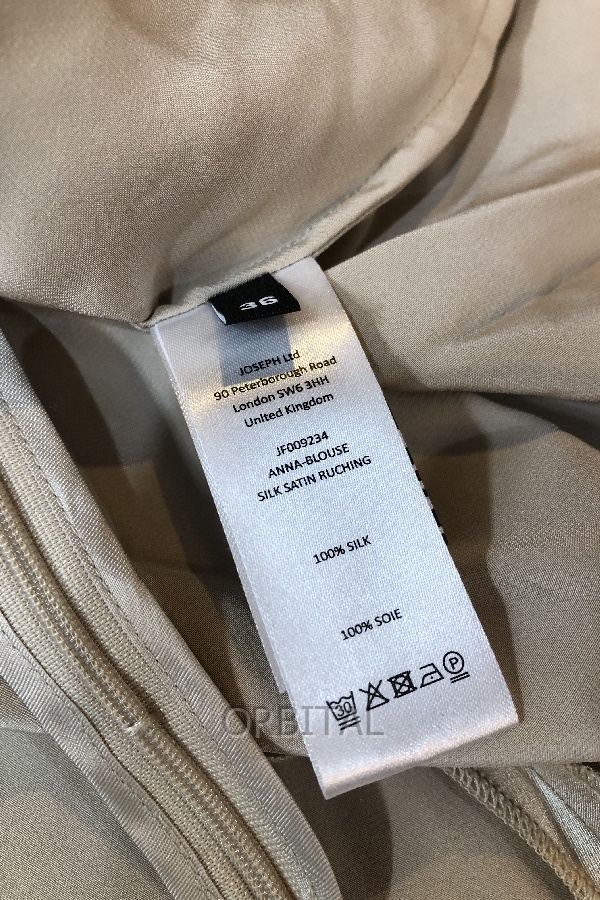 36
JOSEPH Ltd
90 Peterborough Road
London SW6 3HH
United Kingdom
JF009234
ANNA-BLOUSE
SILK SATIN RUCHING
100% SILK
100% SOIE
30 P
ORBITAL